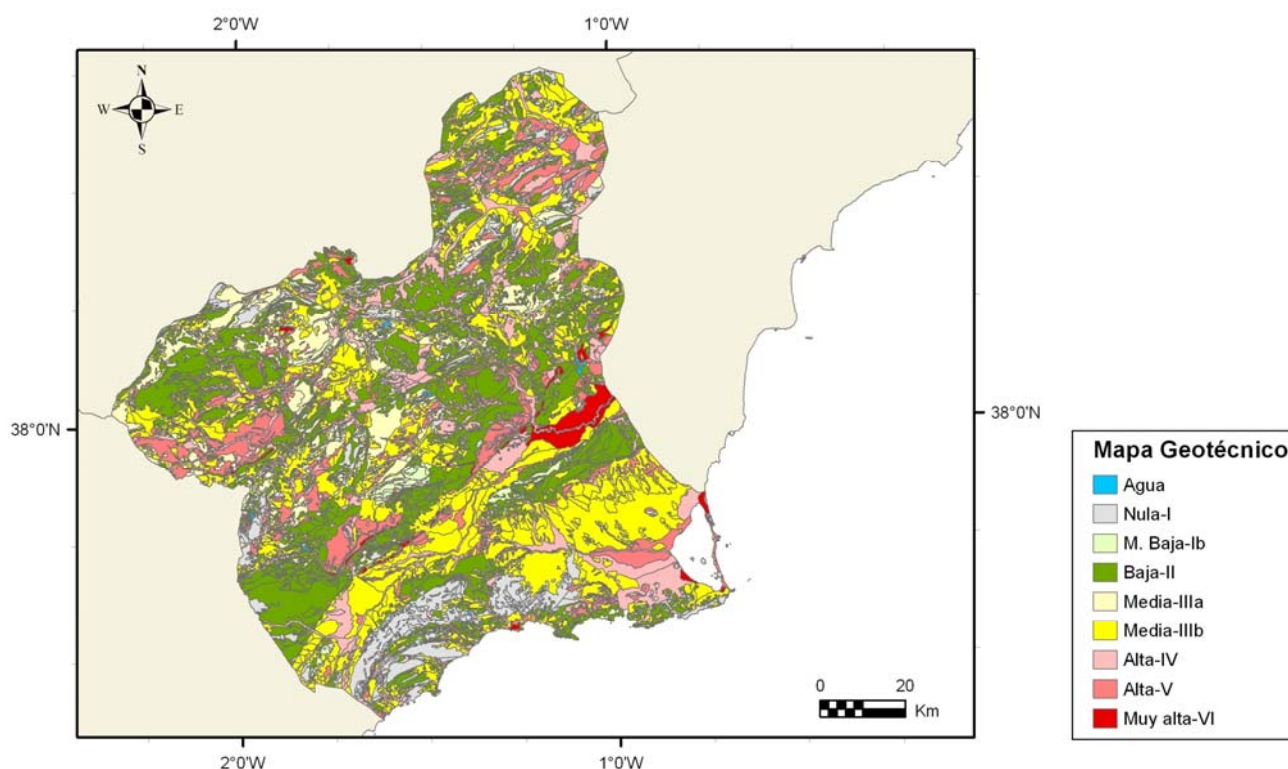 2°0'W
1°0'W
N
W
E
S
38°0'N
38°0'N
0
20
Km
2°0'W
1°0'W
Mapa Geotécnico
Agua
Nula-I
M. Baja-Ib
Baja-II
Media-IIIa
Media-IIIb
Alta-IV
Alta-V
Muy alta-VI